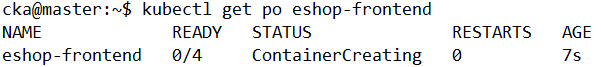 cka@master:~$ kubectl get po eshop-frontend
NAME READY STATUS RESTARTS AGE
eshop-frontend 0/4 ContainerCreating 0 7s